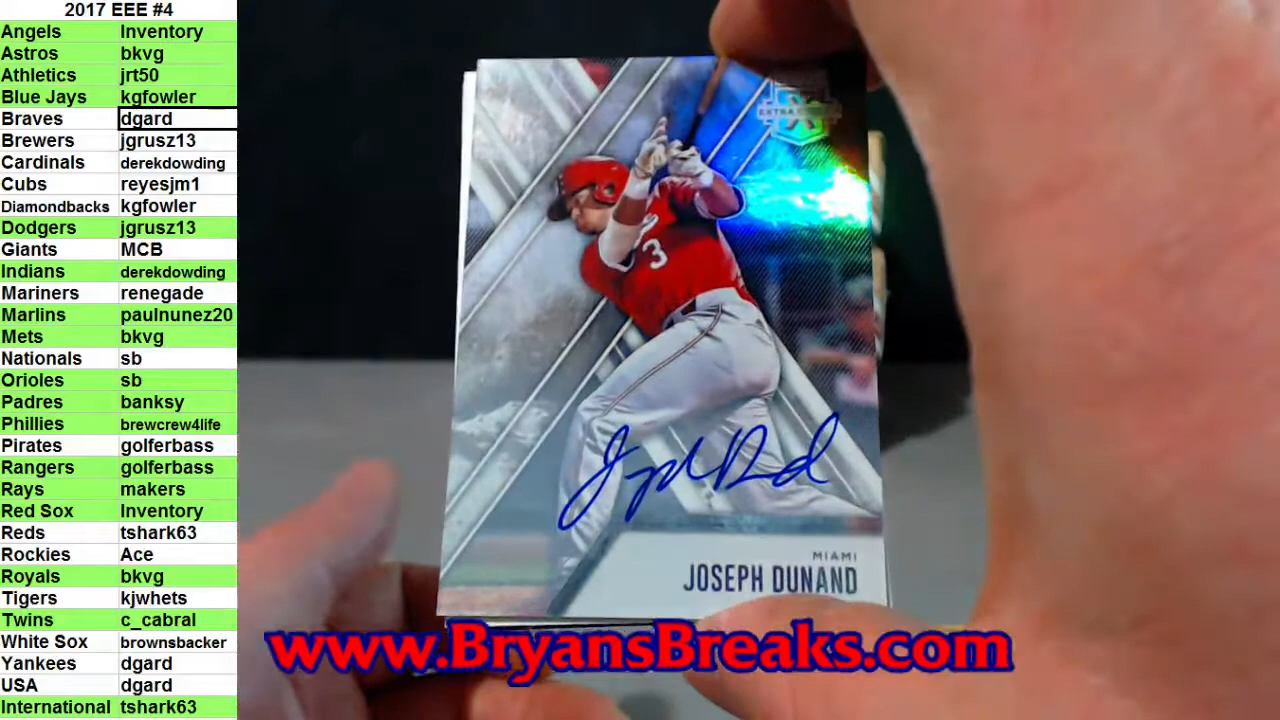 2017 EEE #4
Angels Inventory
Astros bkvg
Athletics jrt50
Blue Jays kgfowler
Braves dgard
Brewers jgrusz13
Cardinals derekdowding
Cubs reyesjm1
Diamondbacks kgfowler
Dodgers jgrusz13
Giants MCB
Indians derekdowding
Mariners renegade
Marlins paulnunez20
Mets bkvg
Nationals sb
Orioles sb
Padres banksy
Phillies brewcrew4life
Pirates golferbass
Rangers golferbass
Rays makers
Red Sox Inventory
Reds tshark63
Rockies Ace
Royals bkvg
Tigers kjwhets
Twins c_cabral
White Sox brownsbacker
Yankees dgard
USA dgard
International tshark63
3
MIAMI
JOSEPH DUNAND
www.BryansBreaks.com